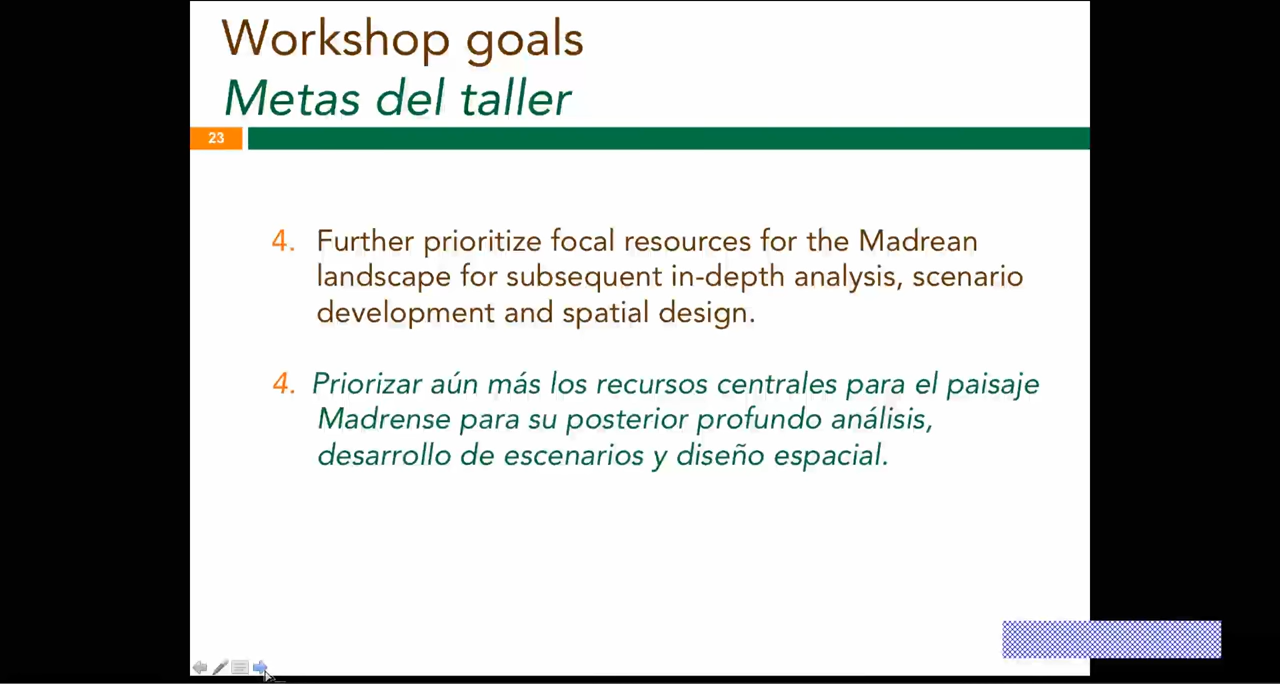 Workshop goals
Metas del taller
23
4. Further prioritize focal resources for the Madrean
landscape for subsequent in-depth analysis, scenario
development and spatial design.
4. Priorizar aún más los recursos centrales para el paisaje
Madrense para su posterior profundo análisis,
desarrollo de escenarios y diseño espacial.